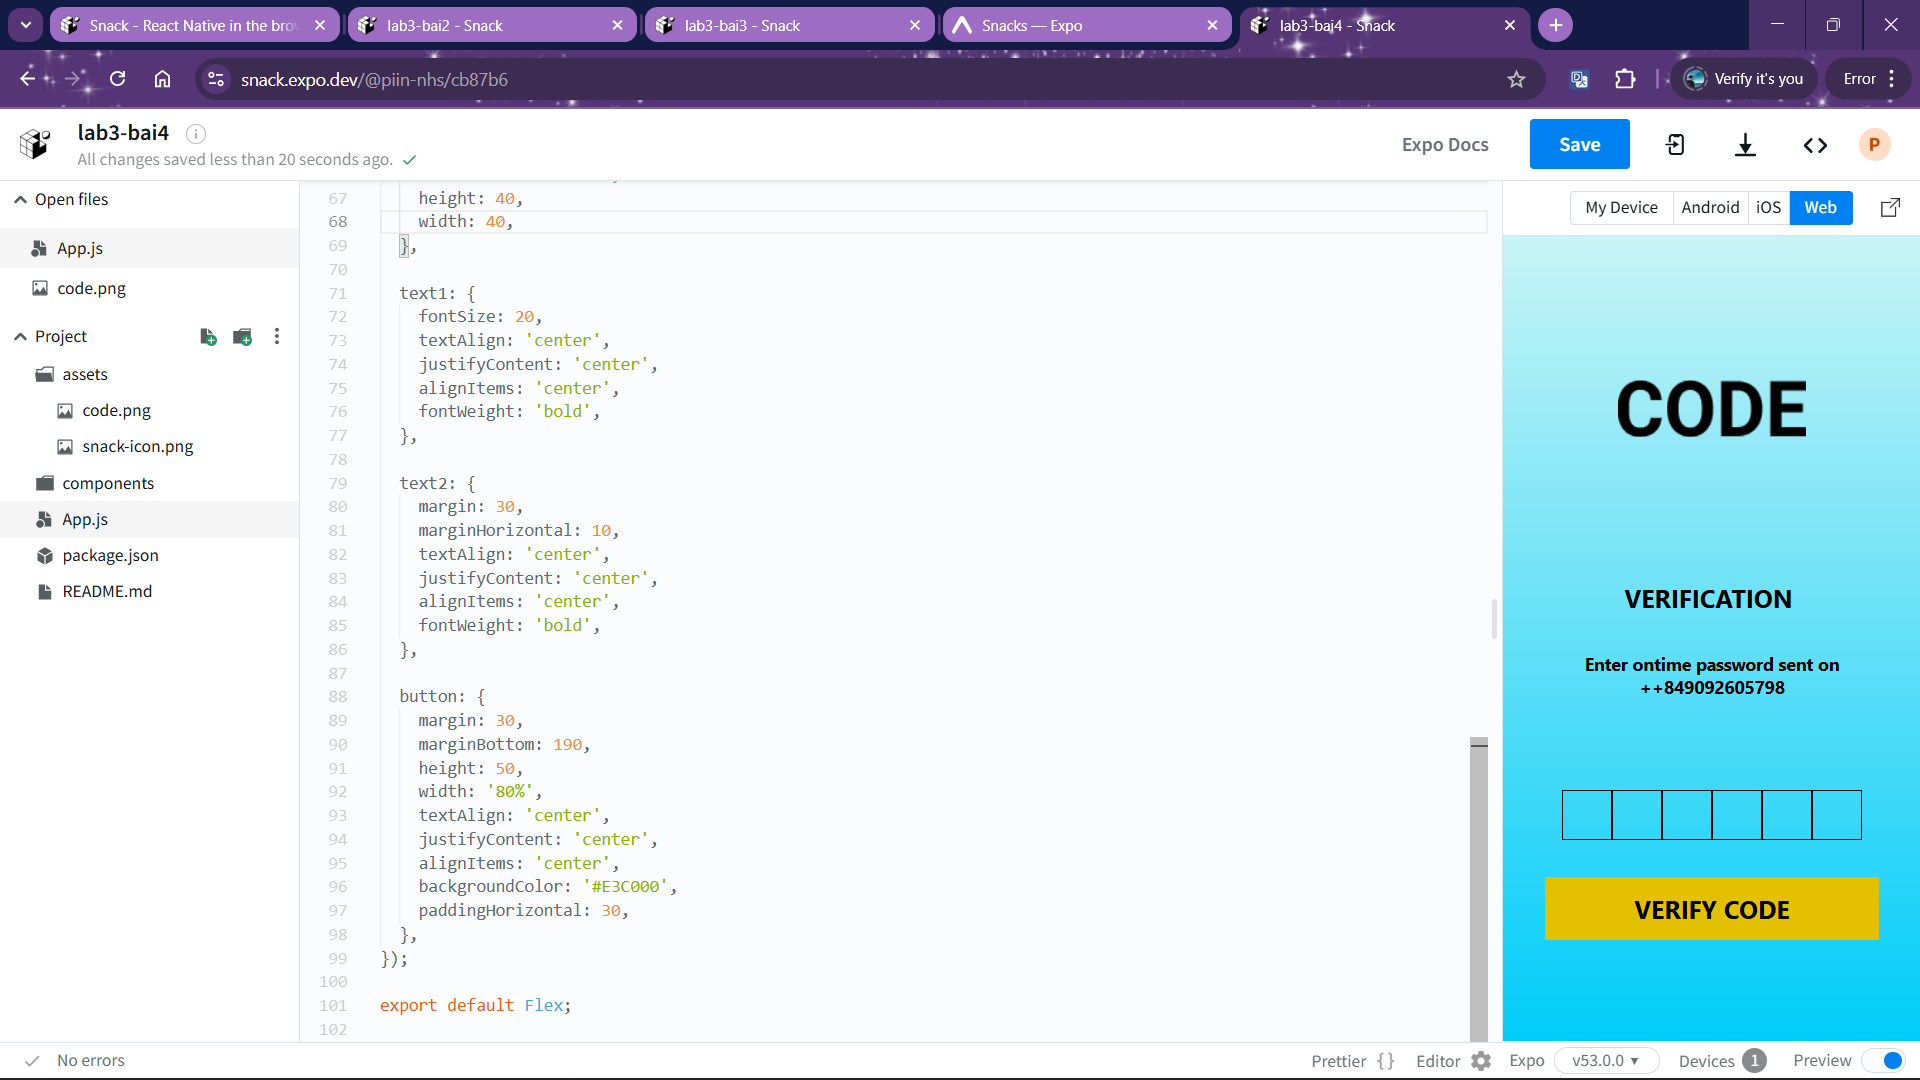 Snack - React Native in the bro
lab3-bai2 - Snack
lab3-bai3 - Snack
Snacks — Expo
lab3-bai4 - Snack
snack.expo.dev/@piin-nhs/cb87b6
Verify it's you
Error
lab3-bai4
All changes saved less than 20 seconds ago.
Expo Docs
Save
P
Open files
App.js
code.png
Project
assets
code.png
snack-icon.png
components
App.js
package.json
README.md
67 height: 40,
68 width: 40,
69 },
70
71 text1: {
72 fontSize: 20,
73 textAlign: 'center',
74 justifyContent: 'center',
75 alignItems: 'center',
76 fontWeight: 'bold',
77 },
78
79 text2: {
80 margin: 30,
81 marginHorizontal: 10,
82 textAlign: 'center',
83 justifyContent: 'center',
84 alignItems: 'center',
85 fontWeight: 'bold',
86 },
87
88 button: {
89 margin: 30,
90 marginBottom: 190,
91 height: 50,
92 width: '80%',
93 textAlign: 'center',
94 justifyContent: 'center',
95 alignItems: 'center',
96 backgroundColor: '#E3C000',
97 paddingHorizontal: 30,
98 },
99 });
100
101 export default Flex;
102
My Device
Android
iOS
Web
CODE
VERIFICATION
Enter ontime password sent on
++849092605798
VERIFY CODE
No errors
Prettier { }
Editor
Expo
v53.0.0
Devices 1
Preview